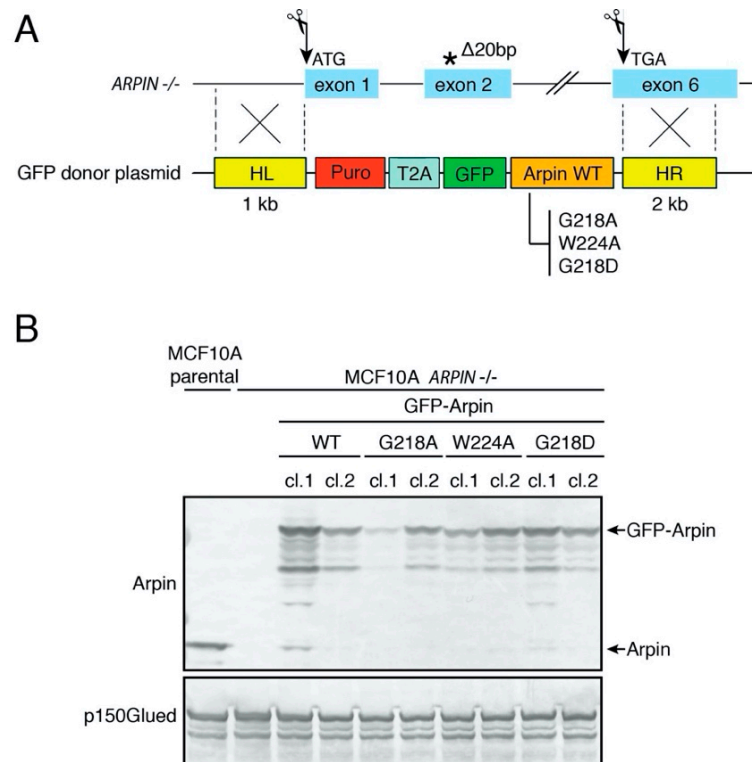 A
ATG
* Δ20bp
TGA
ARPIN -/-
exon 1
exon 2
exon 6
GFP donor plasmid
HL
Puro
T2A
GFP
Arpin WT
HR
1 kb
2 kb
G218A
W224A
G218D
B
MCF10A
parental
MCF10A ARPIN -/-
GFP-Arpin
WT
G218A
W224A
G218D
cl.1 cl.2 cl.1 cl.2 cl.1 cl.2 cl.1 cl.2
Arpin
GFP-Arpin
Arpin
p150Glued